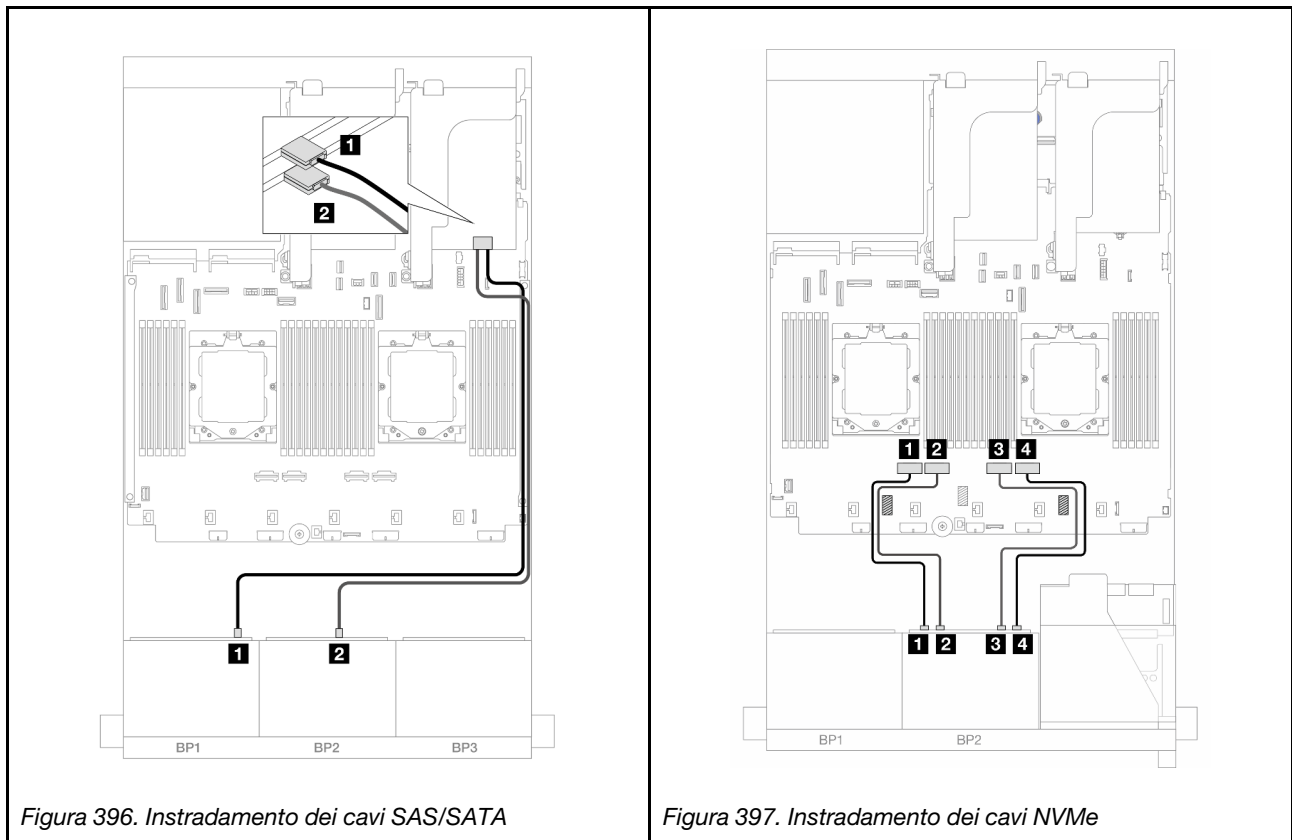 1
2
1
2
BP1 BP2 BP3
Figura 396. Instradamento dei cavi SAS/SATA
1 2 3 4
1 2 3 4
BP1 BP2
Figura 397. Instradamento dei cavi NVMe